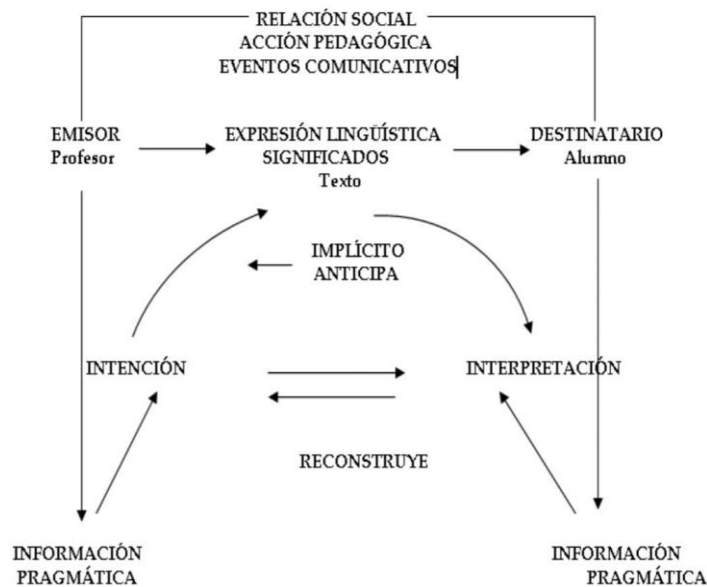 RELACIÓN SOCIAL
ACCIÓN PEDAGÓGICA
EVENTOS COMUNICATIVOS
EMISOR
Profesor
EXPRESIÓN LINGÜÍSTICA
SIGNIFICADOS
Texto
DESTINATARIO
Alumno
IMPLÍCITO
ANTICIPA
INTENCIÓN
INTERPRETACIÓN
RECONSTRUYE
INFORMACIÓN
PRAGMÁTICA
INFORMACIÓN
PRAGMÁTICA